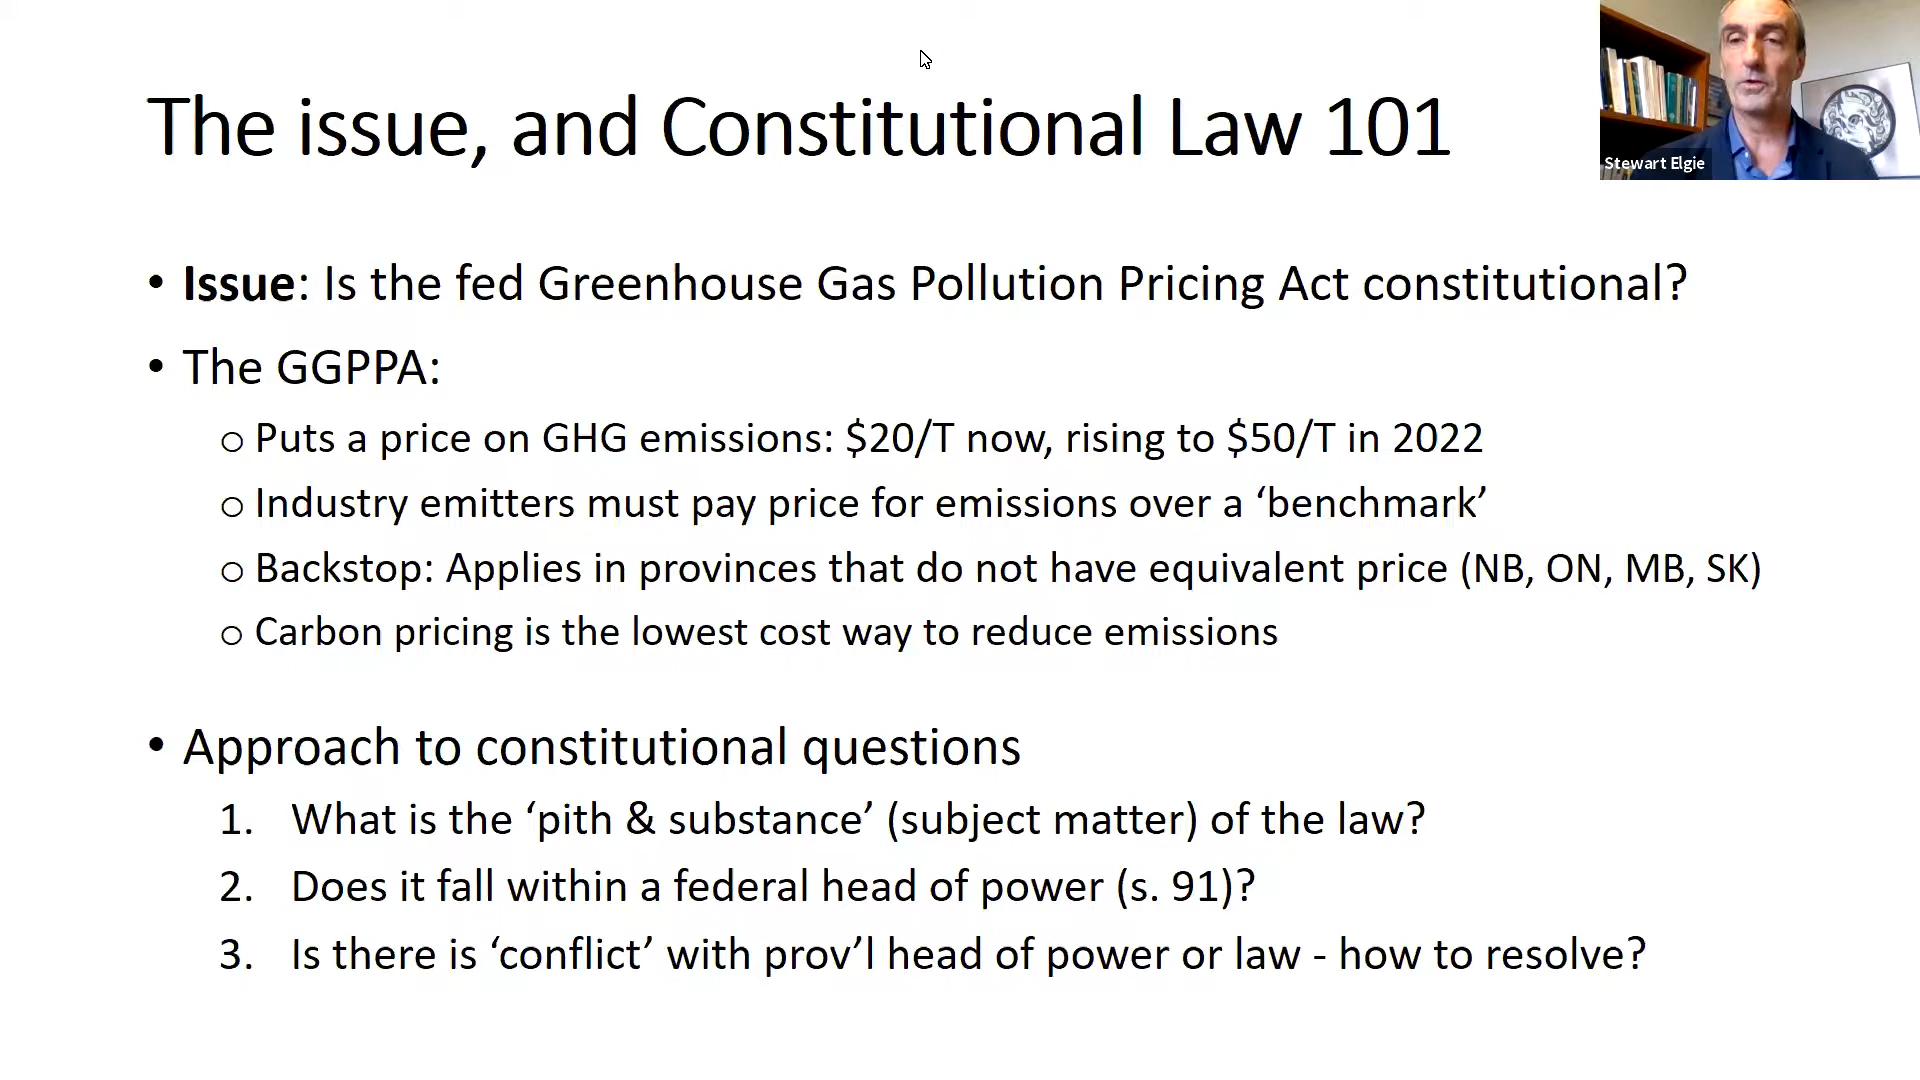 The issue, and Constitutional Law 101
Stewart Elgie
• Issue: Is the fed Greenhouse Gas Pollution Pricing Act constitutional?
• The GGPPA:
o Puts a price on GHG emissions: $20/T now, rising to $50/T in 2022
o Industry emitters must pay price for emissions over a ‘benchmark’
o Backstop: Applies in provinces that do not have equivalent price (NB, ON, MB, SK)
o Carbon pricing is the lowest cost way to reduce emissions
• Approach to constitutional questions
1. What is the ‘pith & substance’ (subject matter) of the law?
2. Does it fall within a federal head of power (s. 91)?
3. Is there is ‘conflict’ with prov’l head of power or law - how to resolve?